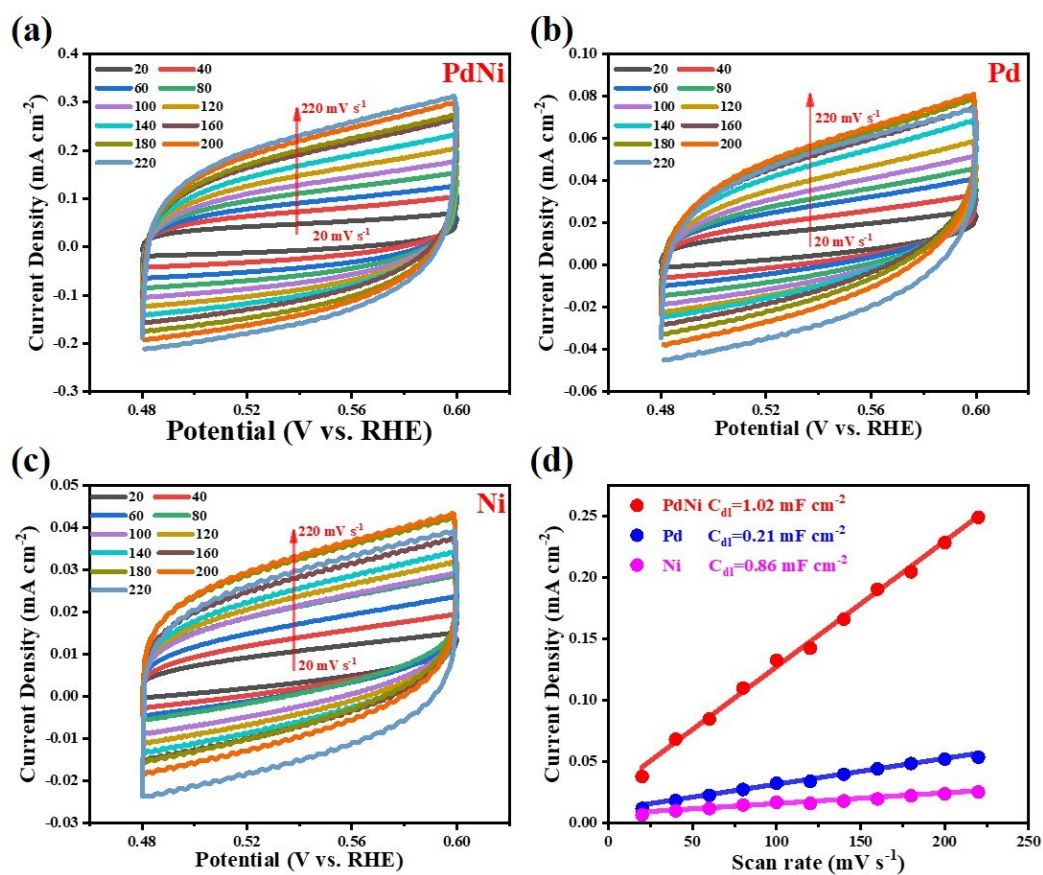 (a)
PdNi
20 40
60 80
100 120
140 160
180 200
220
220 mV s⁻¹
20 mV s⁻¹
0.4
0.3
0.2
0.1
0.0
-0.1
-0.2
-0.3
Current Density (mA cm⁻²)
0.48 0.52 0.56 0.60
Potential (V vs. RHE)
(b)
Pd
20 40
60 80
100 120
140 160
180 200
220
220 mV s⁻¹
20 mV s⁻¹
0.10
0.08
0.06
0.04
0.02
0.00
-0.02
-0.04
-0.06
Current Density (mA cm⁻²)
0.48 0.52 0.56 0.60
Potential (V vs. RHE)
(c)
Ni
20 40
60 80
100 120
140 160
180 200
220
220 mV s⁻¹
20 mV s⁻¹
0.05
0.04
0.03
0.02
0.01
0.00
-0.01
-0.02
-0.03
Current Density (mA cm⁻²)
0.48 0.52 0.56 0.60
Potential (V vs. RHE)
(d)
PdNi C_dl=1.02 mF cm⁻²
Pd C_dl=0.21 mF cm⁻²
Ni C_dl=0.86 mF cm⁻²
0.25
0.20
0.15
0.10
0.05
0.00
Current Density (mA cm⁻²)
0 50 100 150 200 250
Scan rate (mV s⁻¹)